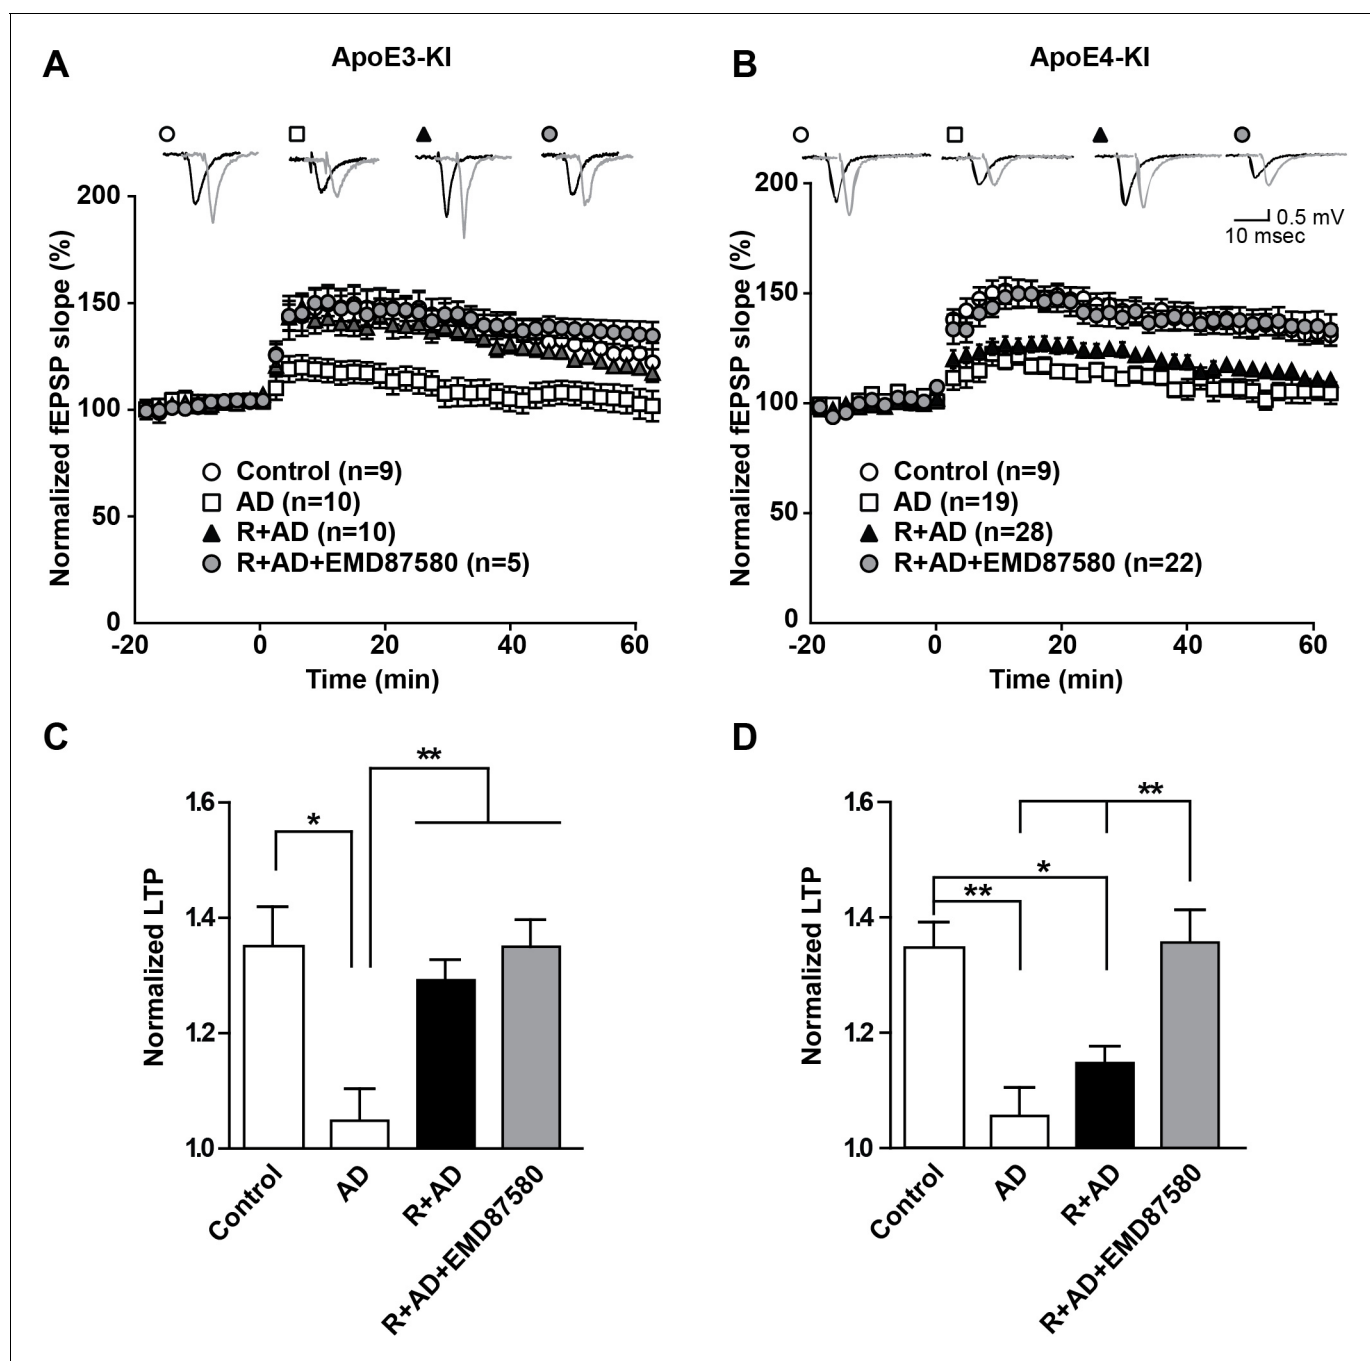 A
ApoE3-KI
200
150
100
50
0
-20
0
20
40
60
Normalized fEPSP slope (%)
Time (min)
Control (n=9)
AD (n=10)
R+AD (n=10)
R+AD+EMD87580 (n=5)
B
ApoE4-KI
0.5 mV
10 msec
200
150
100
50
0
-20
0
20
40
60
Normalized fEPSP slope (%)
Time (min)
Control (n=9)
AD (n=19)
R+AD (n=28)
R+AD+EMD87580 (n=22)
C
**
*
1.6
1.4
1.2
1.0
Normalized LTP
Control
AD
R+AD
R+AD+EMD87580
D
**
*
**
1.6
1.4
1.2
1.0
Normalized LTP
Control
AD
R+AD
R+AD+EMD87580